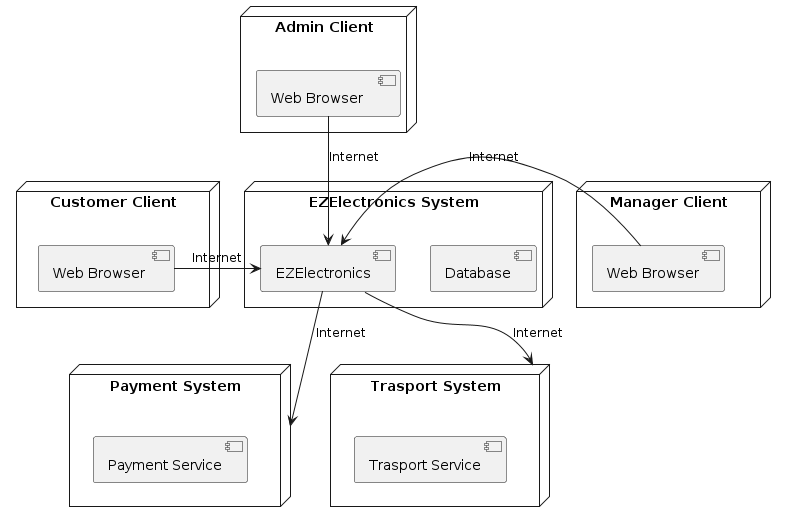 Admin Client
Web Browser
Internet
Internet
Customer Client
EZElectronics System
Manager Client
Web Browser
Internet
EZElectronics
Database
Web Browser
Internet
Internet
Payment System
Trasport System
Payment Service
Trasport Service